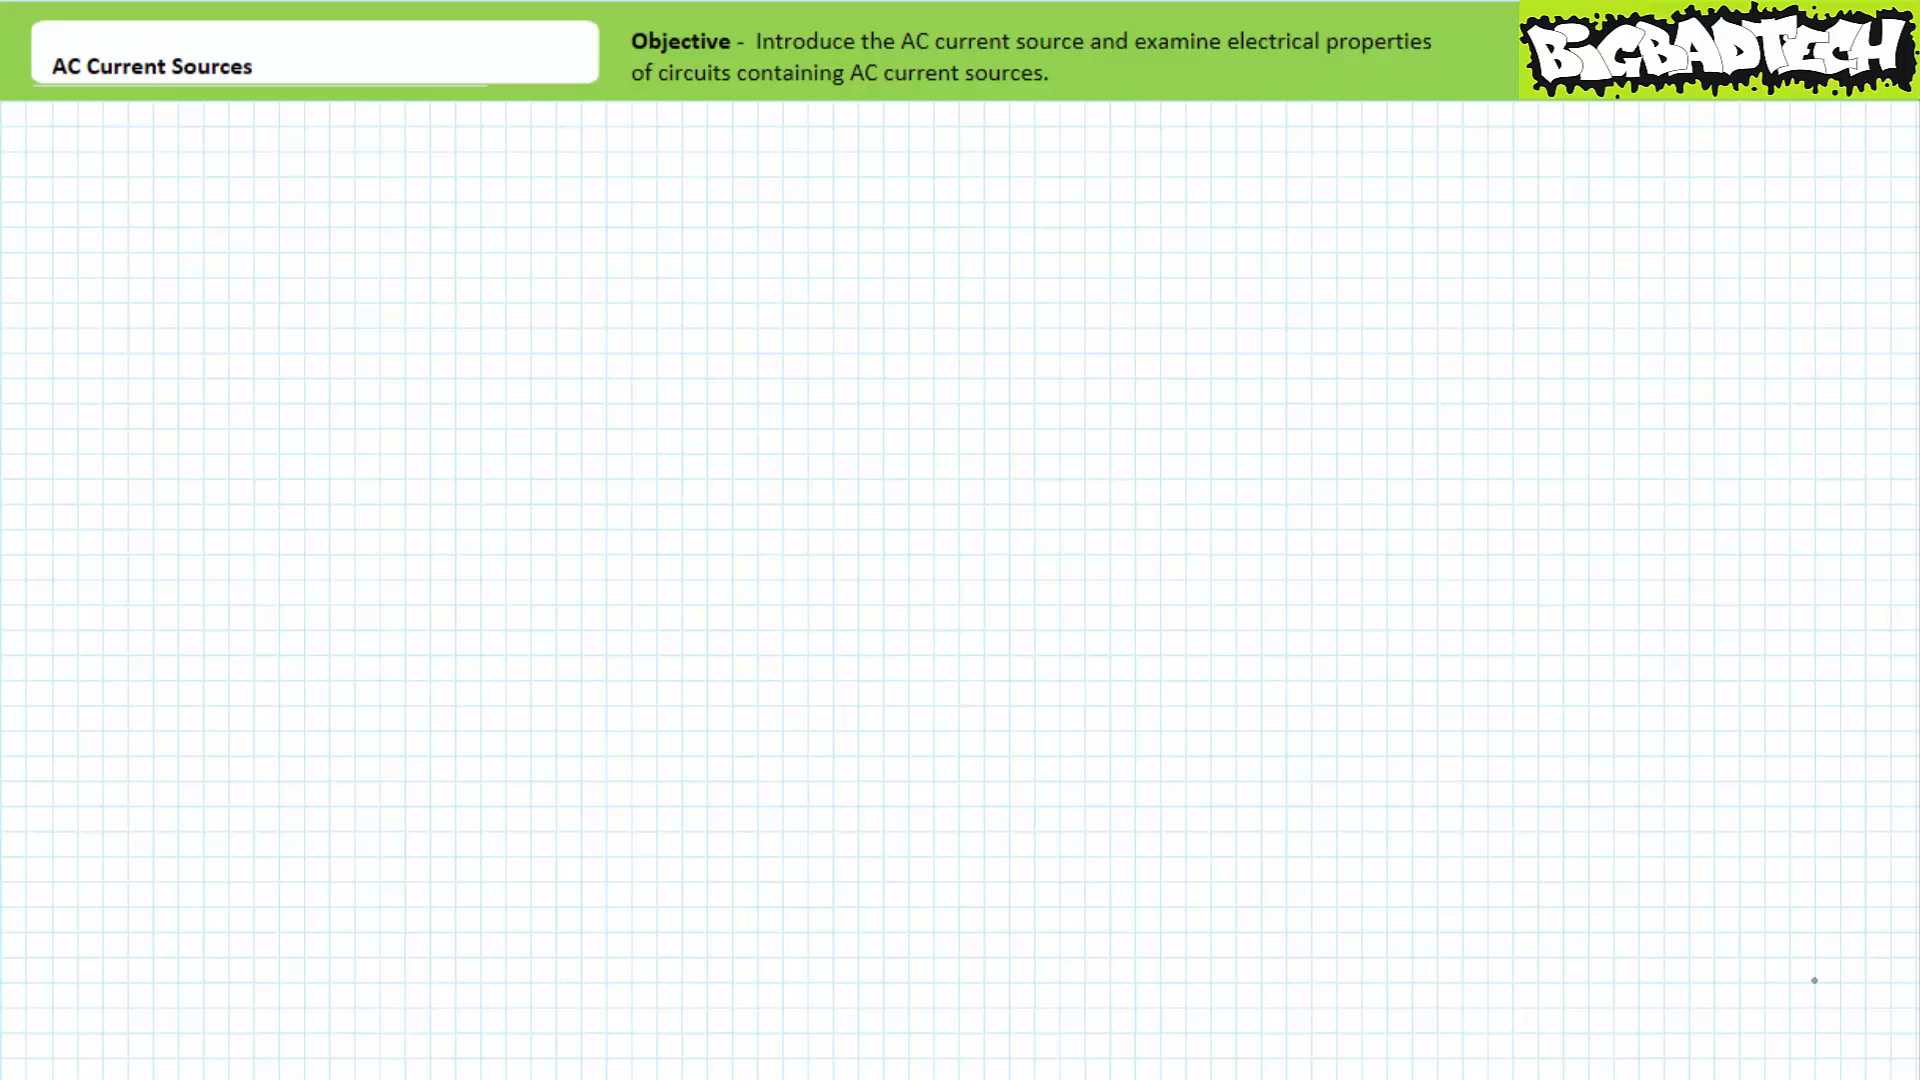 AC Current Sources
Objective - Introduce the AC current source and examine electrical properties
of circuits containing AC current sources.
BIGBADTECH